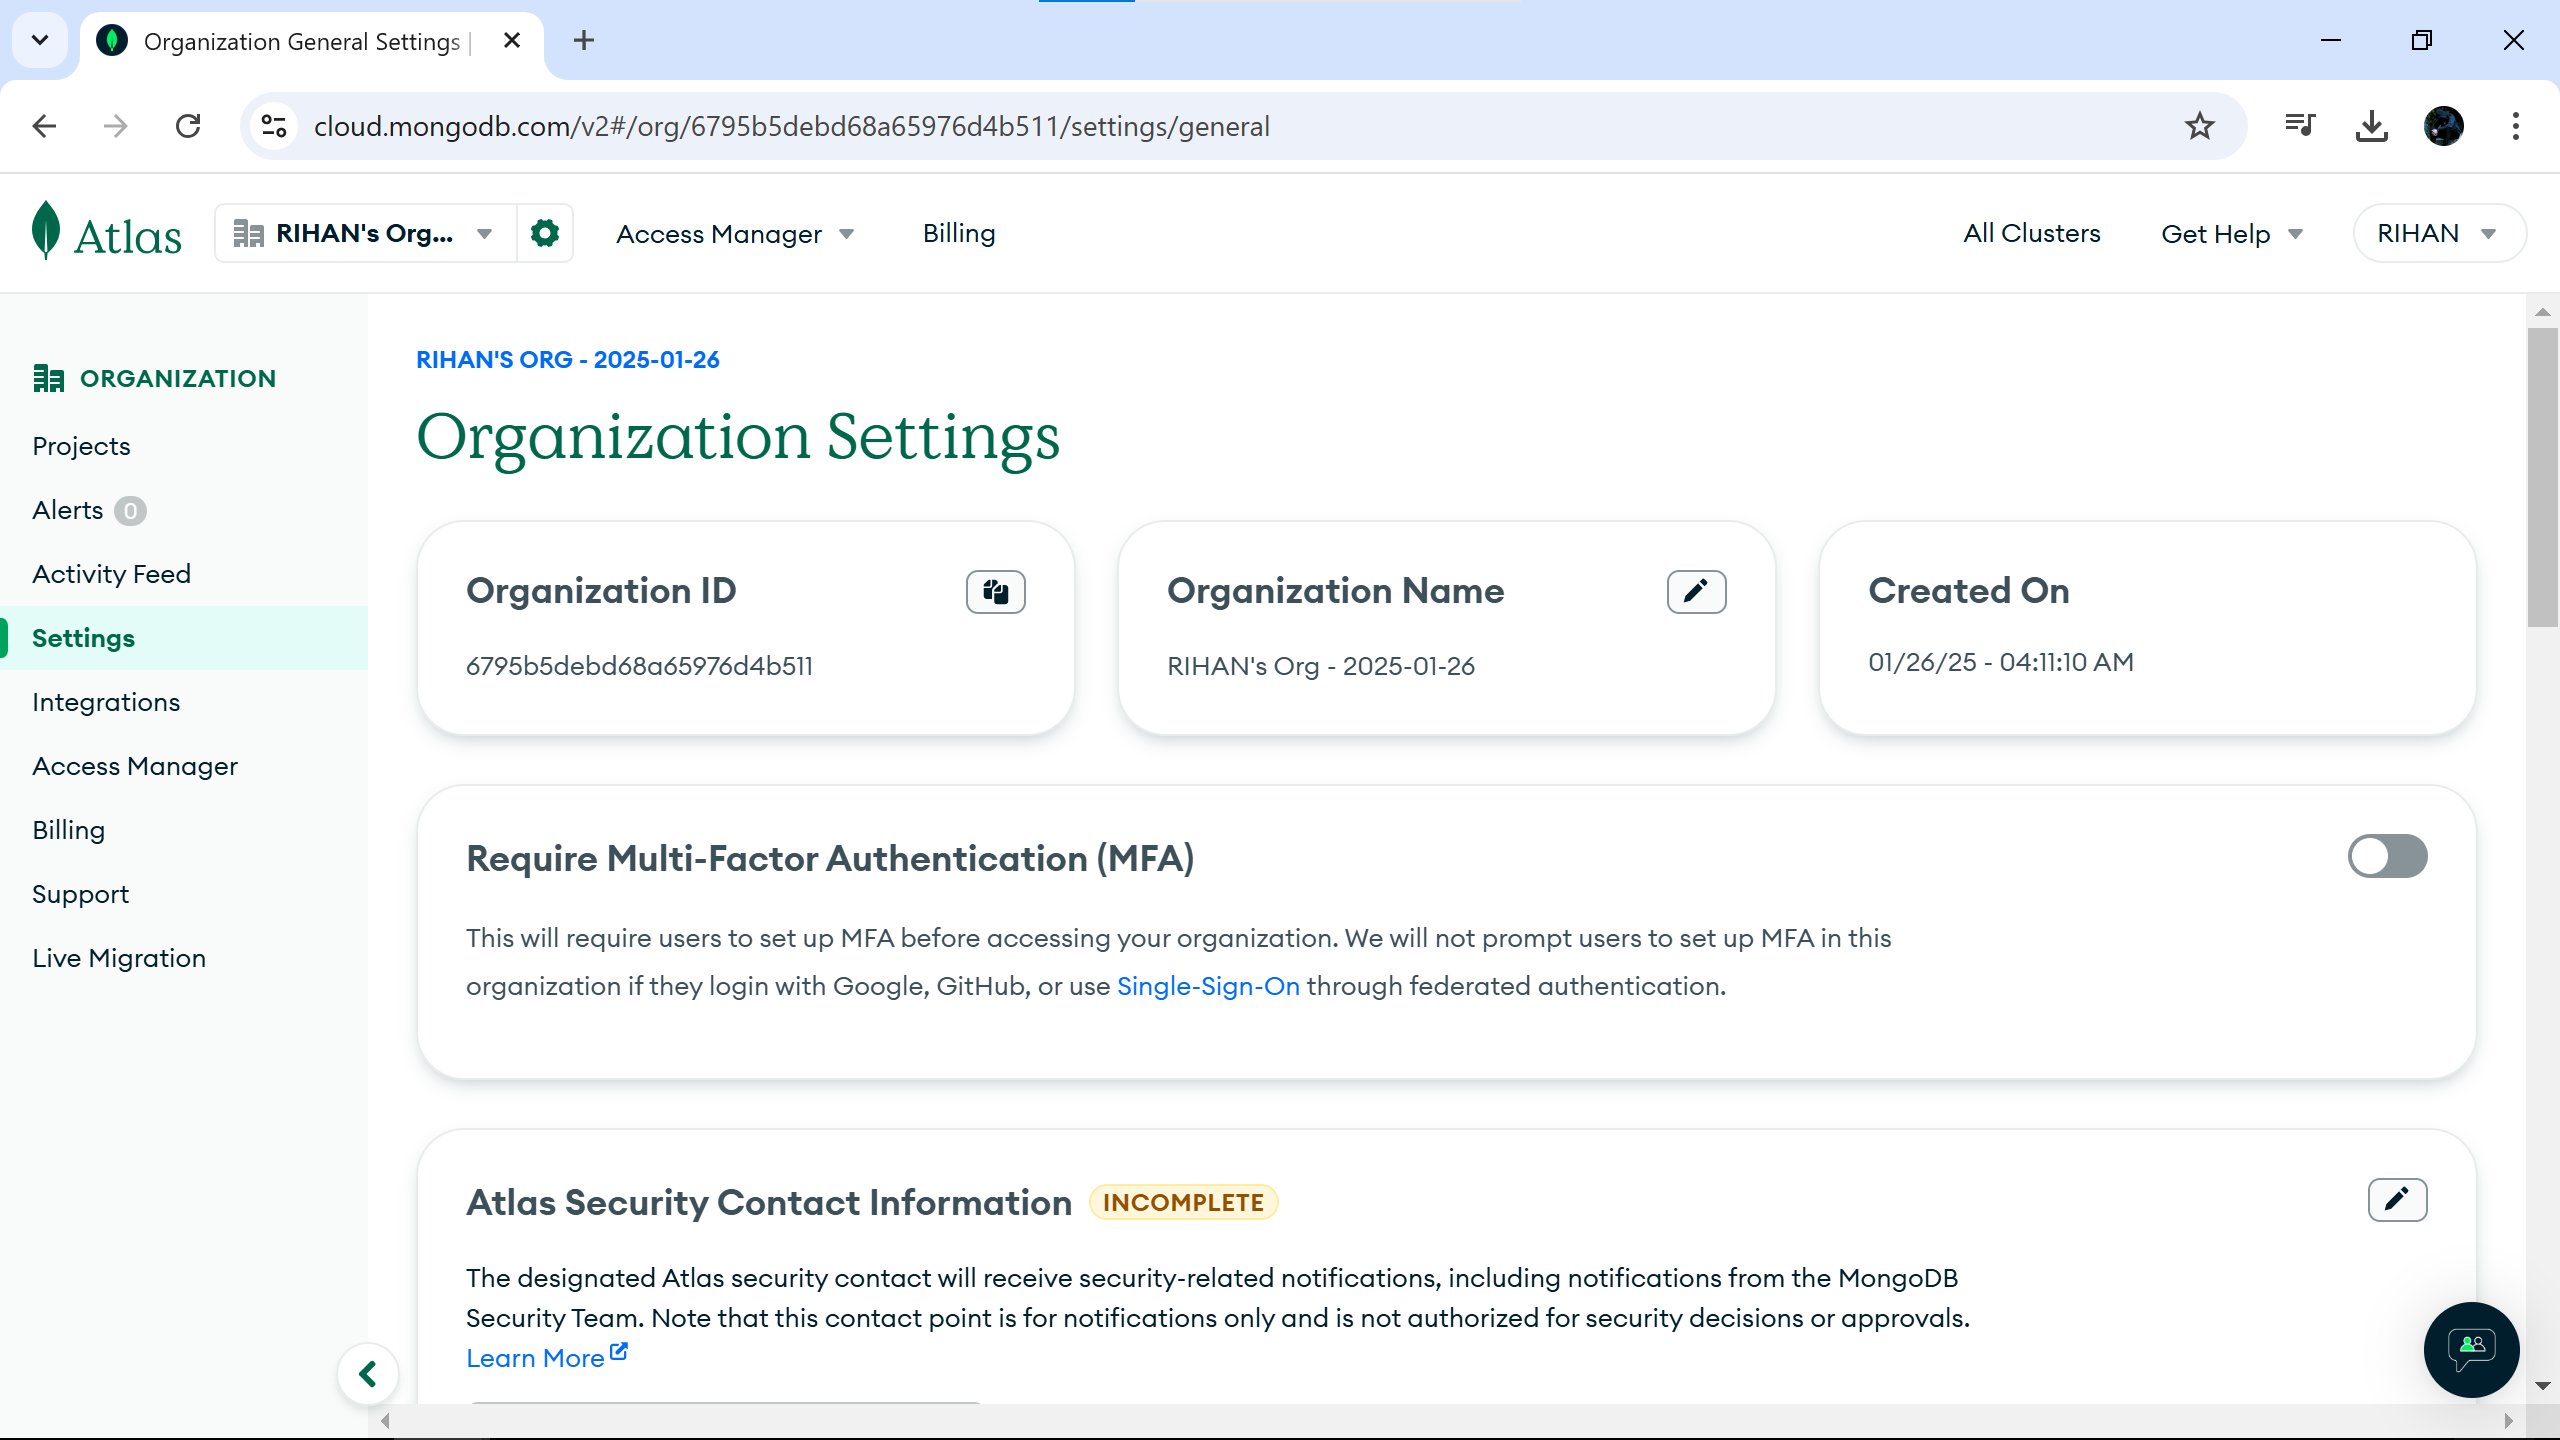 Organization General Settings |
cloud.mongodb.com/v2#/org/6795b5debd68a65976d4b511/settings/general
Atlas
RIHAN's Org...
Access Manager
Billing
All Clusters
Get Help
RIHAN
ORGANIZATION
Projects
Alerts 0
Activity Feed
Settings
Integrations
Access Manager
Billing
Support
Live Migration
RIHAN'S ORG - 2025-01-26
Organization Settings
Organization ID
6795b5debd68a65976d4b511
Organization Name
RIHAN's Org - 2025-01-26
Created On
01/26/25 - 04:11:10 AM
Require Multi-Factor Authentication (MFA)
This will require users to set up MFA before accessing your organization. We will not prompt users to set up MFA in this
organization if they login with Google, GitHub, or use Single-Sign-On through federated authentication.
Atlas Security Contact Information INCOMPLETE
The designated Atlas security contact will receive security-related notifications, including notifications from the MongoDB
Security Team. Note that this contact point is for notifications only and is not authorized for security decisions or approvals.
Learn More